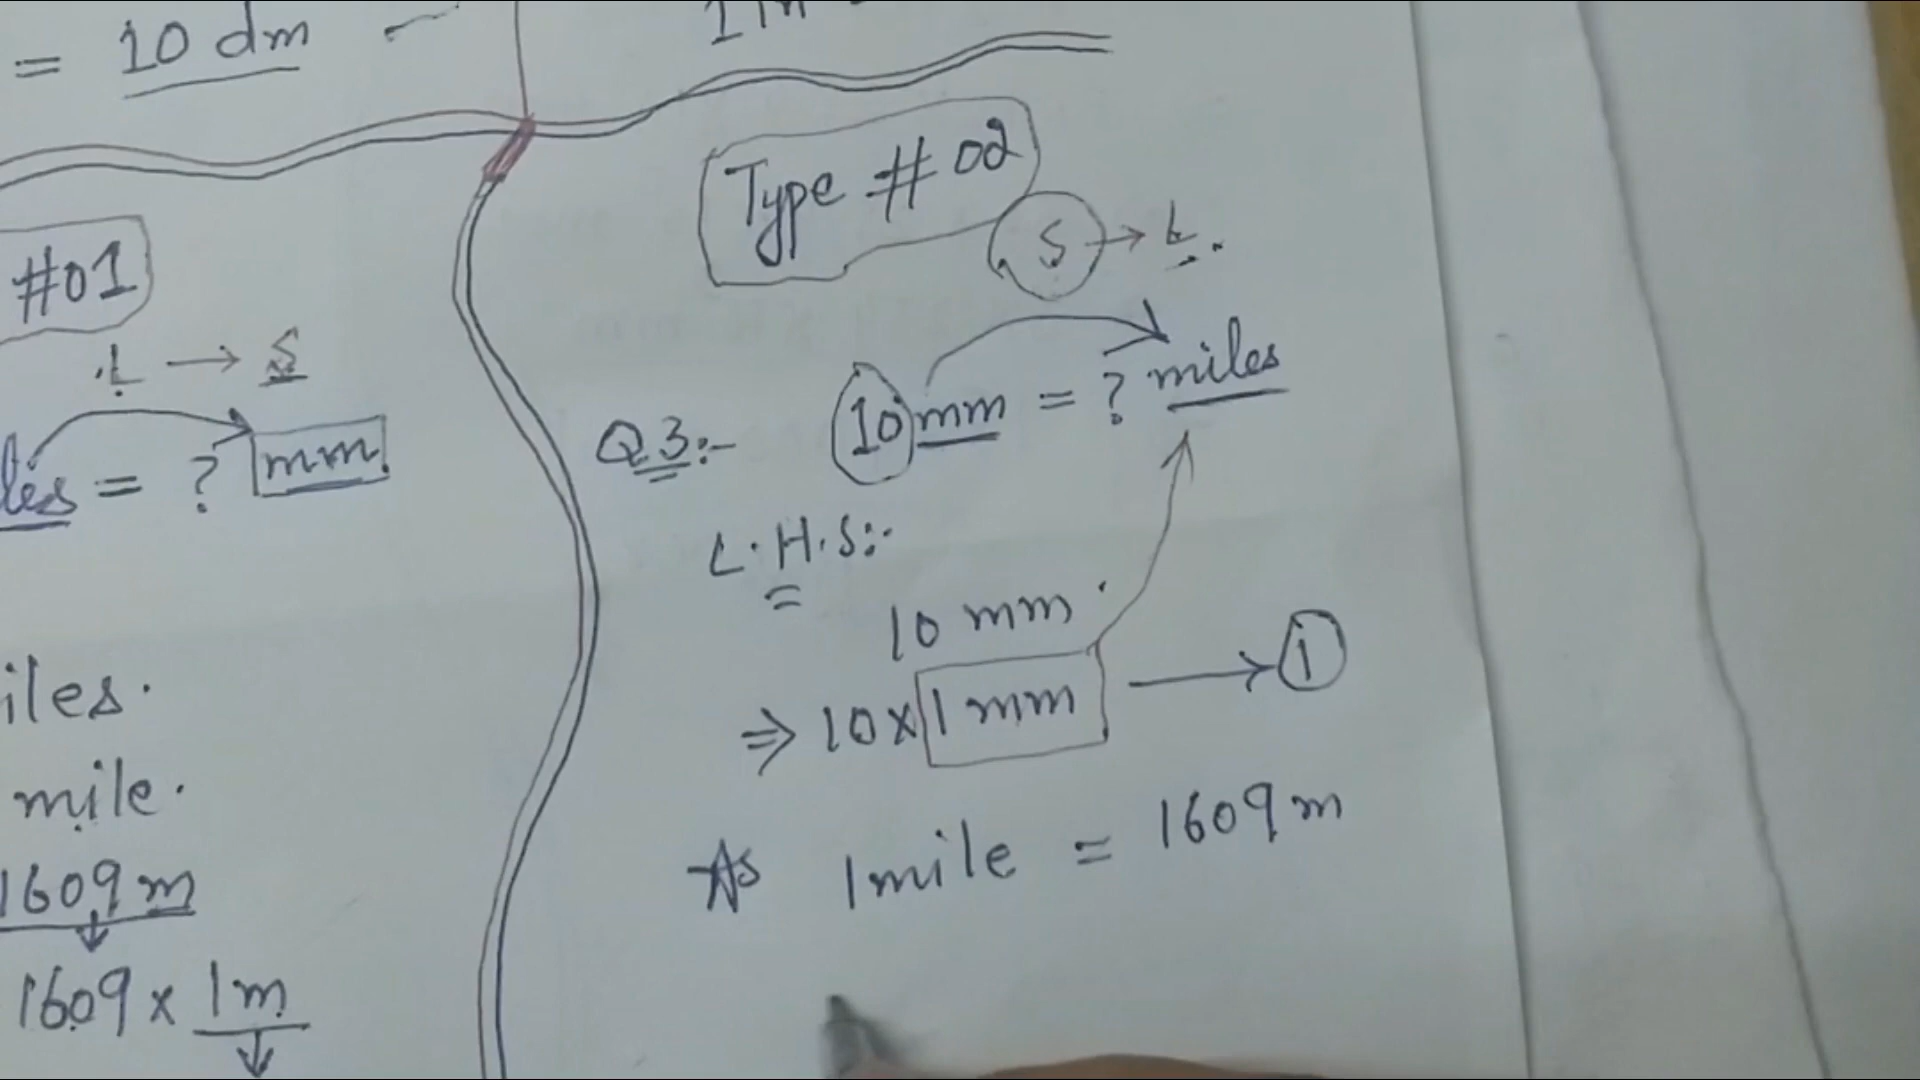 = 10 dm
1m
#01
L → S
les = ? mm
iles.
mile.
1609 m
1609 x 1m
Type #02
S → L.
Q3:- 10 mm = ? miles
L.H.S:-
10 mm.
⇒ 10 x 1 mm → 1
As 1 mile = 1609 m